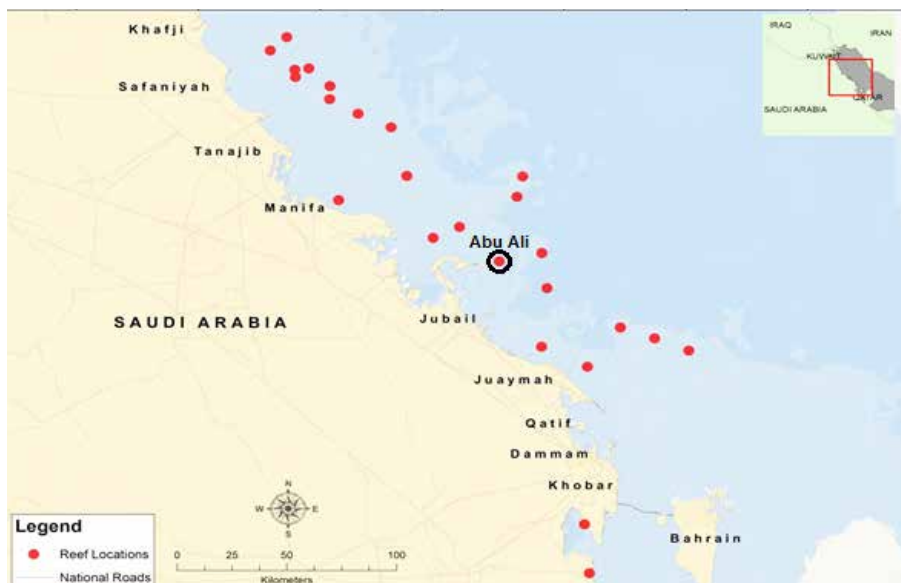 Khafji
Safaniyah
Tanajib
Manifa
Abu Ali
SAUDI ARABIA
Jubail
Juaymah
Qatif
Dammam
Khobar
Bahrain
IRAQ
IRAN
KUWAIT
QATAR
SAUDI ARABIA
N
W E
S
Legend
Reef Locations
National Roads
0 25 50 100
Kilometers